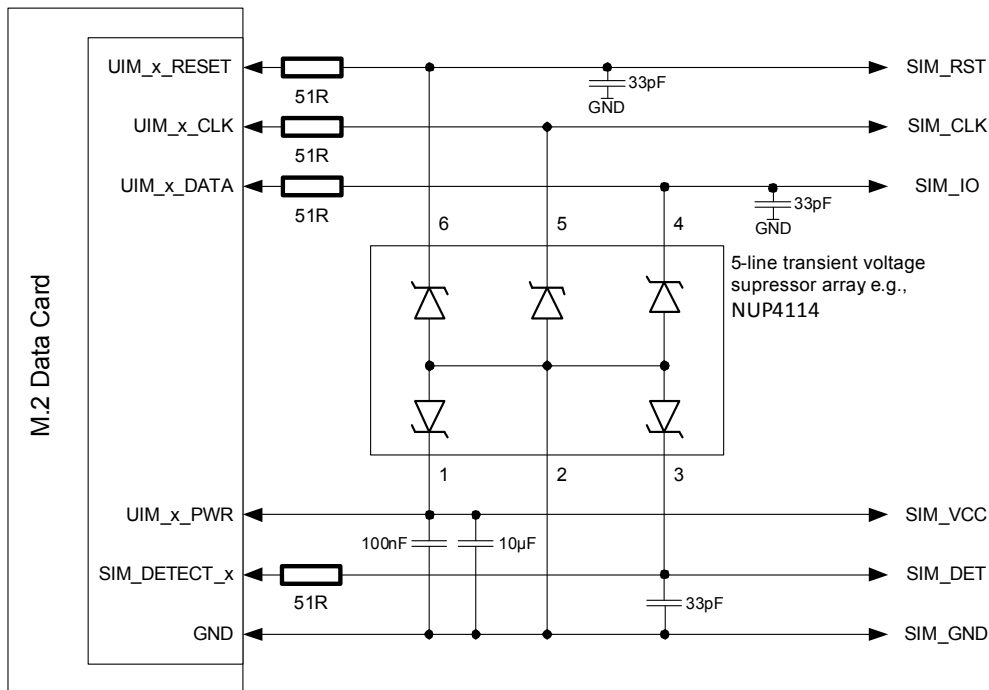 UIM_x_RESET
51R
33pF
GND
SIM_RST
UIM_x_CLK
51R
SIM_CLK
UIM_x_DATA
51R
33pF
GND
SIM_IO
6
5
4
5-line transient voltage
supressor array e.g.,
NUP4114
M.2 Data Card
1
2
3
UIM_x_PWR
SIM_VCC
100nF
10µF
SIM_DETECT_x
51R
SIM_DET
33pF
GND
SIM_GND